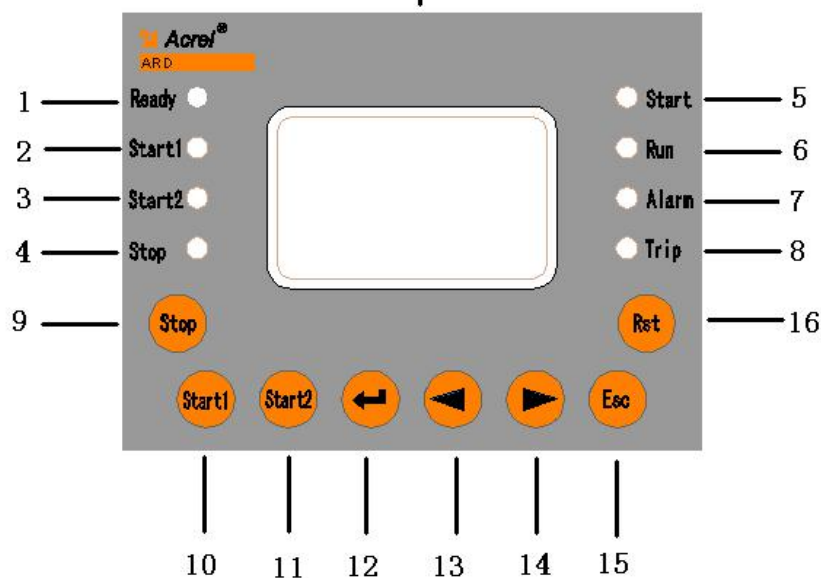 Acrel®
ARD
1 Ready Start 5
2 Start1 Run 6
3 Start2 Alarm 7
4 Stop Trip 8
9 Stop Rst 16
Start1 Start2 Esc
10 11 12 13 14 15